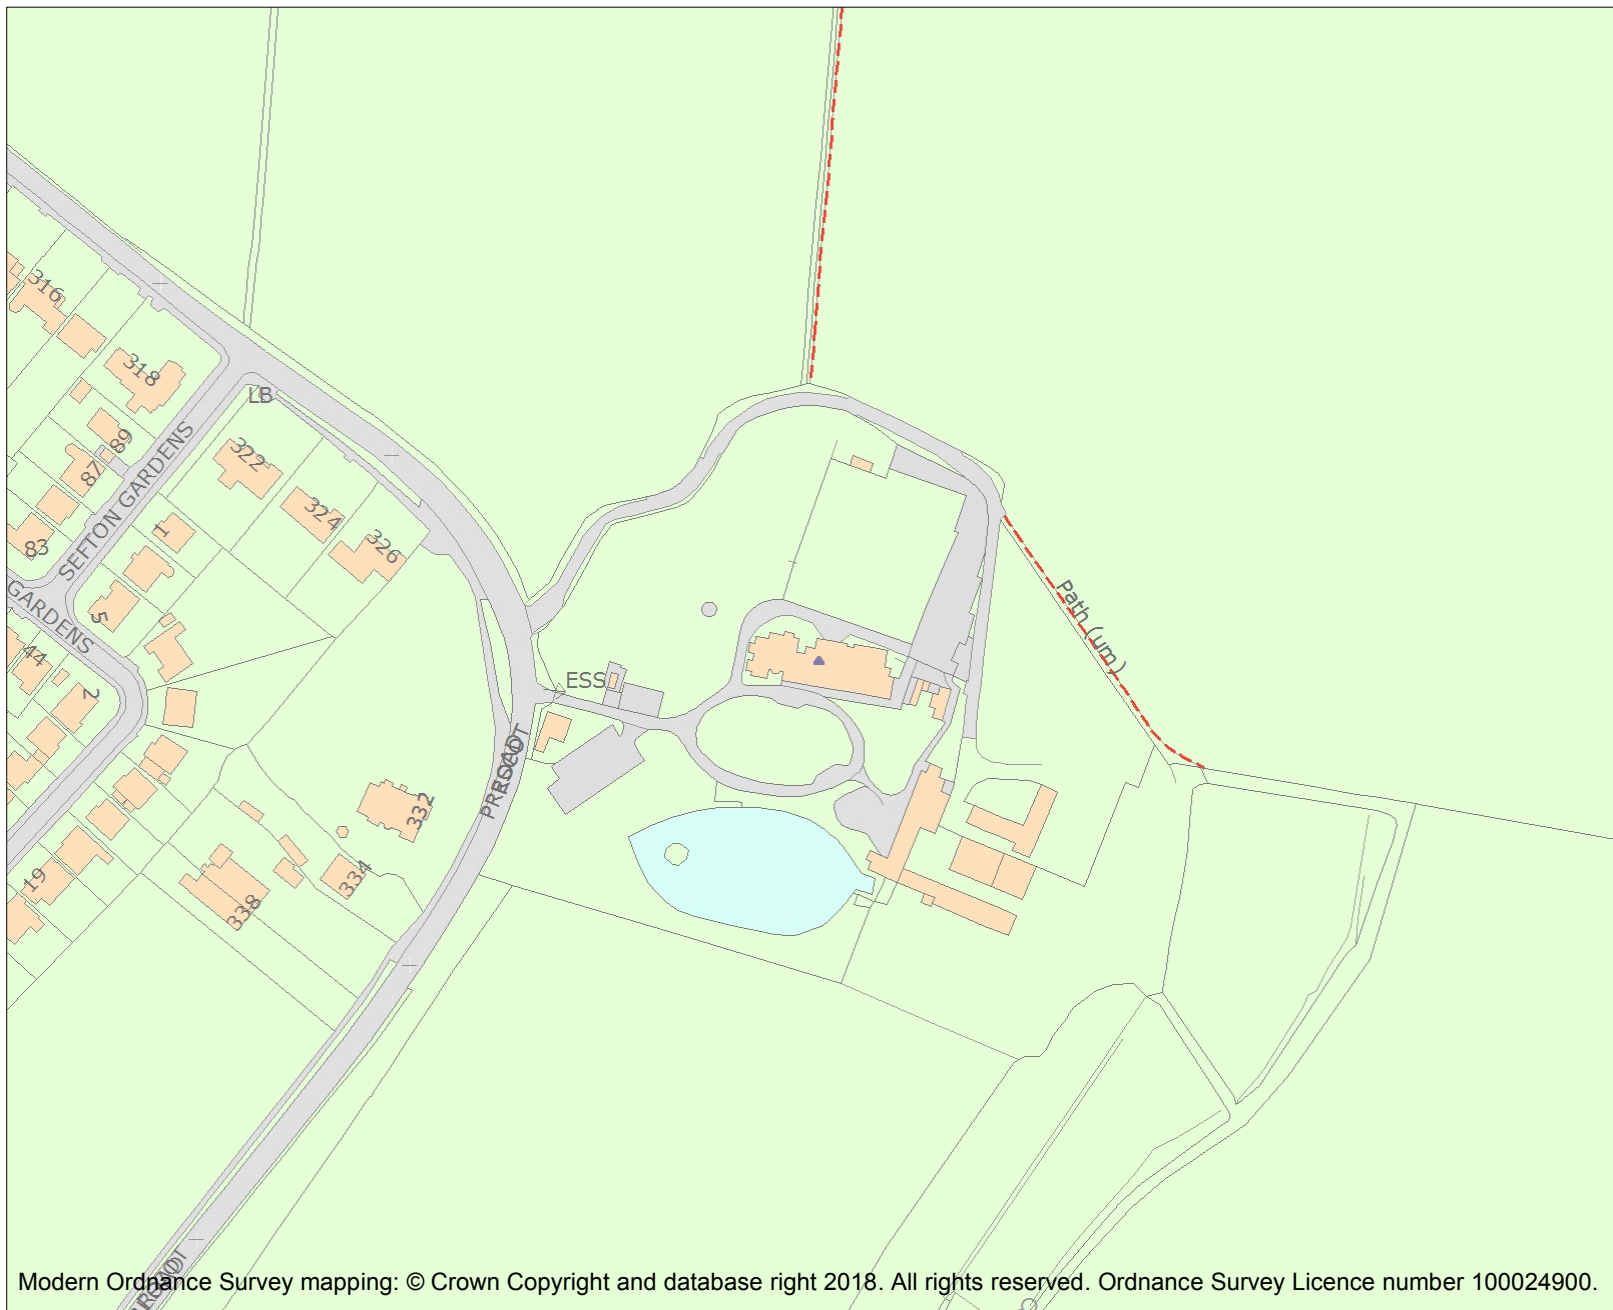 316
318
LB
89
87
322
SEFTON GARDENS
324
1
326
83
GARDENS
5
Path (um)
44
ESS
2
332
334
19
338
Modern Ordnance Survey mapping: © Crown Copyright and database right 2018. All rights reserved. Ordnance Survey Licence number 100024900.